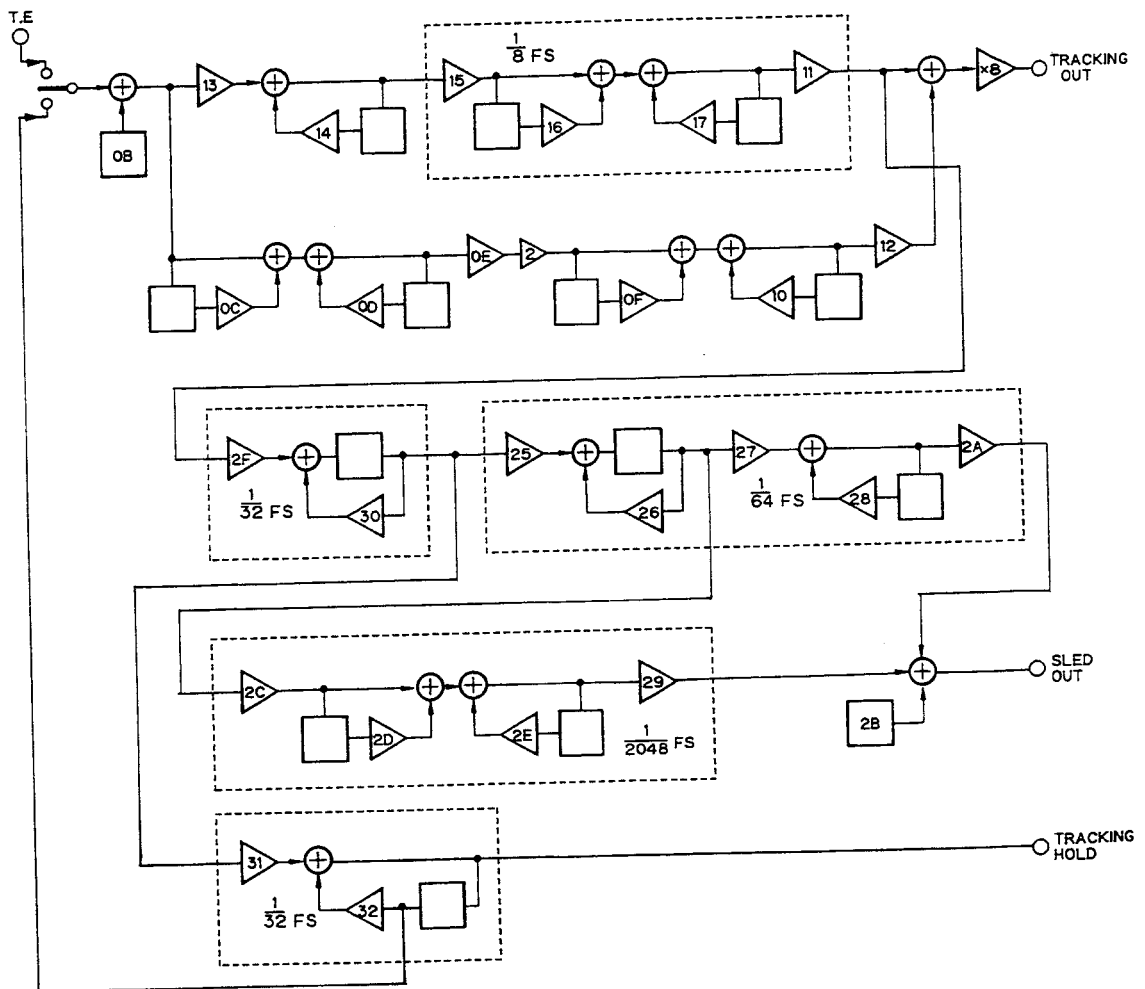 T.E
1/8 FS
13
15
11
×8
TRACKING
OUT
0B
14
16
17
0C
0D
0E
2
0F
10
12
2F
1/32 FS
30
25
26
27
1/64 FS
28
2A
2C
2D
2E
29
1/2048 FS
2B
SLED
OUT
31
1/32 FS
32
TRACKING
HOLD